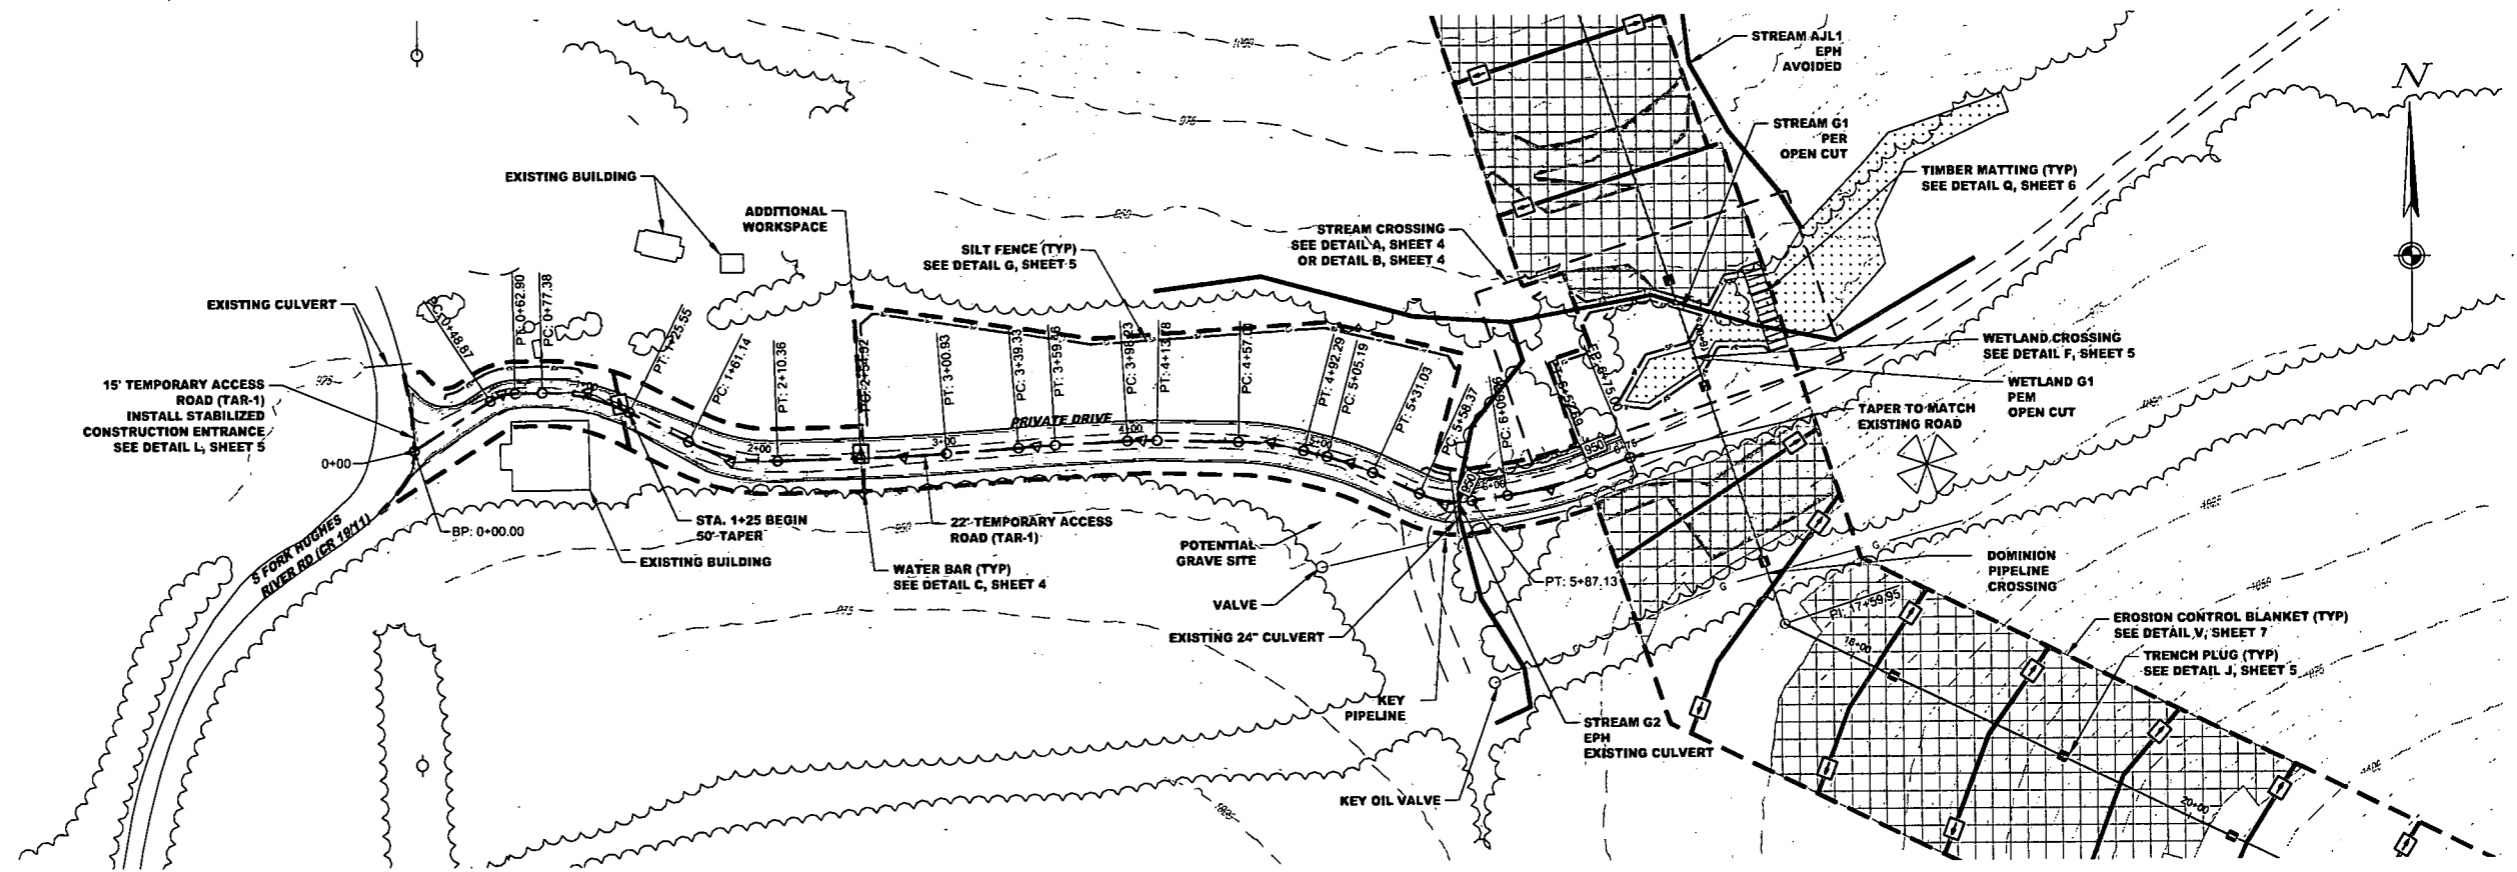 STREAM AJL1
EPH
AVOIDED
STREAM G1
PER
OPEN CUT
N
TIMBER MATTING (TYP)
SEE DETAIL Q, SHEET 6
EXISTING BUILDING
ADDITIONAL
WORKSPACE
SILT FENCE (TYP)
SEE DETAIL G, SHEET 5
STREAM CROSSING
SEE DETAIL A, SHEET 4
OR DETAIL B, SHEET 4
975
EXISTING CULVERT
PT: 0+62.90
PC: 0+77.38
PC: 1+61.14
PT: 2+10.36
PT: 3+00.93
PC: 3+39.33
PT: 4+92.29
PC: 5+05.19
PT: 5+31.03
PC: 5+58.37
WETLAND CROSSING
SEE DETAIL F, SHEET 5
WETLAND G1
PEM
OPEN CUT
TAPER TO MATCH
EXISTING ROAD
975
15' TEMPORARY ACCESS
ROAD (TAR-1)
INSTALL STABILIZED
CONSTRUCTION ENTRANCE
SEE DETAIL L, SHEET 5
0+00
PRIVATE DRIVE
2+00
3+00
4+00
5+00
6+00
950
BP: 0+00.00
S FORK HUGHES
RIVER RD (CR 19/11)
STA. 1+25 BEGIN
50' TAPER
EXISTING BUILDING
950
22' TEMPORARY ACCESS
ROAD (TAR-1)
WATER BAR (TYP)
SEE DETAIL C, SHEET 4
POTENTIAL
GRAVE SITE
VALVE
EXISTING 24" CULVERT
PT: 5+87.13
G
G
DOMINION
PIPELINE
CROSSING
PI: 17+59.95
18+00
EROSION CONTROL BLANKET (TYP)
SEE DETAIL V, SHEET 7
TRENCH PLUG (TYP)
SEE DETAIL J, SHEET 5
975
KEY
PIPELINE
STREAM G2
EPH
EXISTING CULVERT
KEY OIL VALVE
20+00